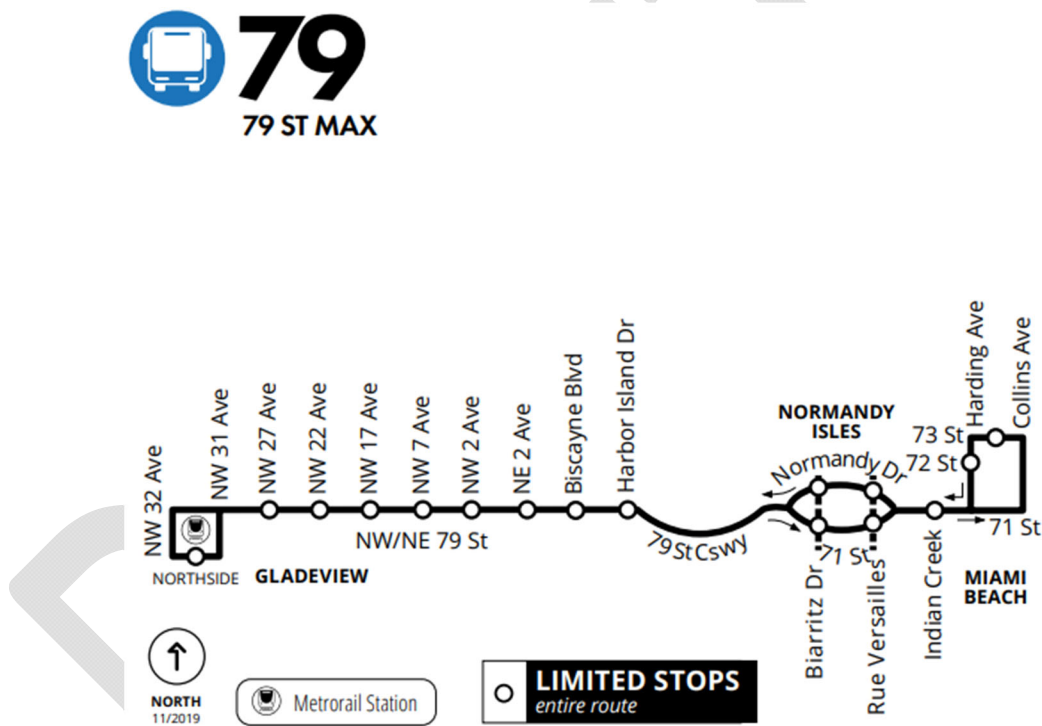 79
79 ST MAX
NW 32 Ave
NW 31 Ave
NW 27 Ave
NW 22 Ave
NW 17 Ave
NW 7 Ave
NW 2 Ave
NE 2 Ave
Biscayne Blvd
Harbor Island Dr
NORMANDY
ISLES
Normandy Dr
Harding Ave
Collins Ave
73 St
72 St
71 St
NW/NE 79 St
79 St Cswy
71 St
NORTHSIDE
GLADEVIEW
Biarritz Dr
Rue Versailles
Indian Creek
MIAMI
BEACH
NORTH
11/2019
Metrorail Station
LIMITED STOPS
entire route